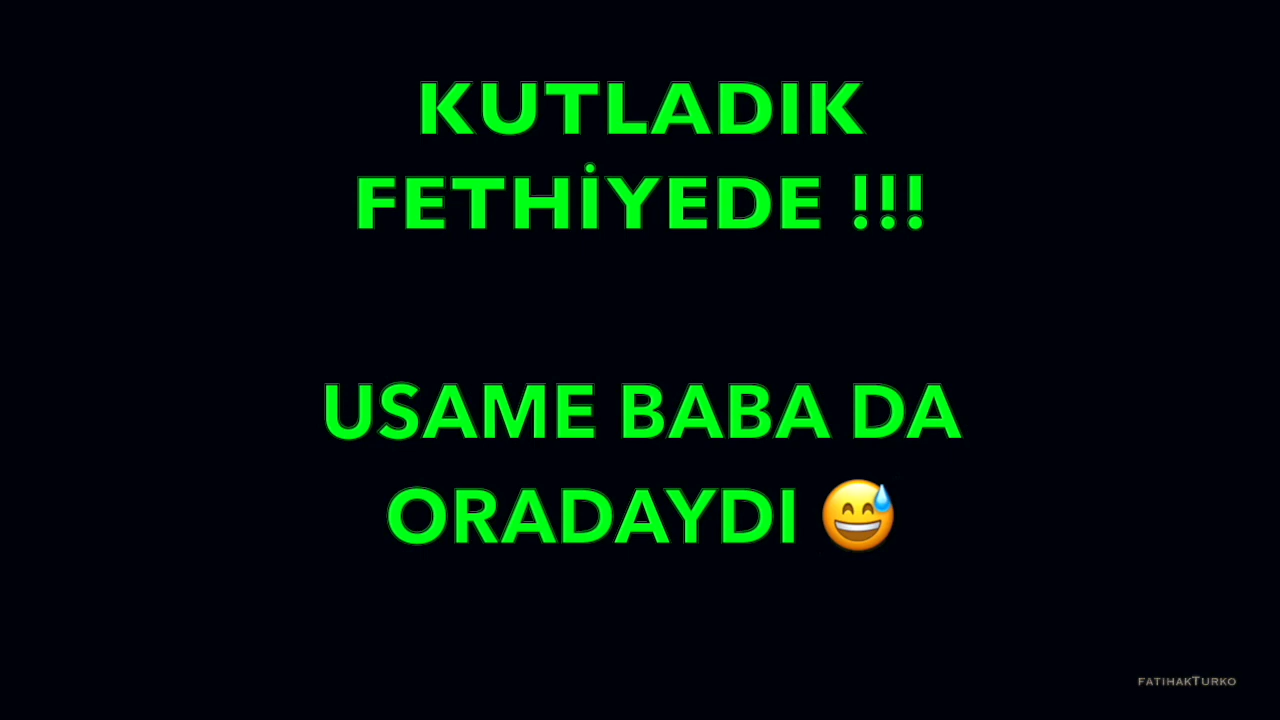 KUTLADIK
FETHİYEDE !!!
USAME BABA DA
ORADAYDI 😅
FATIHAKTURKO